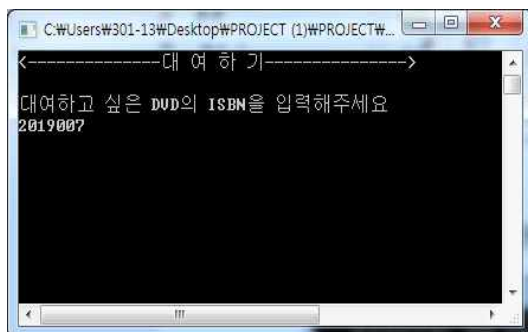 C:₩Users₩301-13₩Desktop₩PROJECT (1)₩PROJECT₩...
<--------------대 여 하 기--------------->
대여하고 싶은 DVD의 ISBN을 입력해주세요
2019007